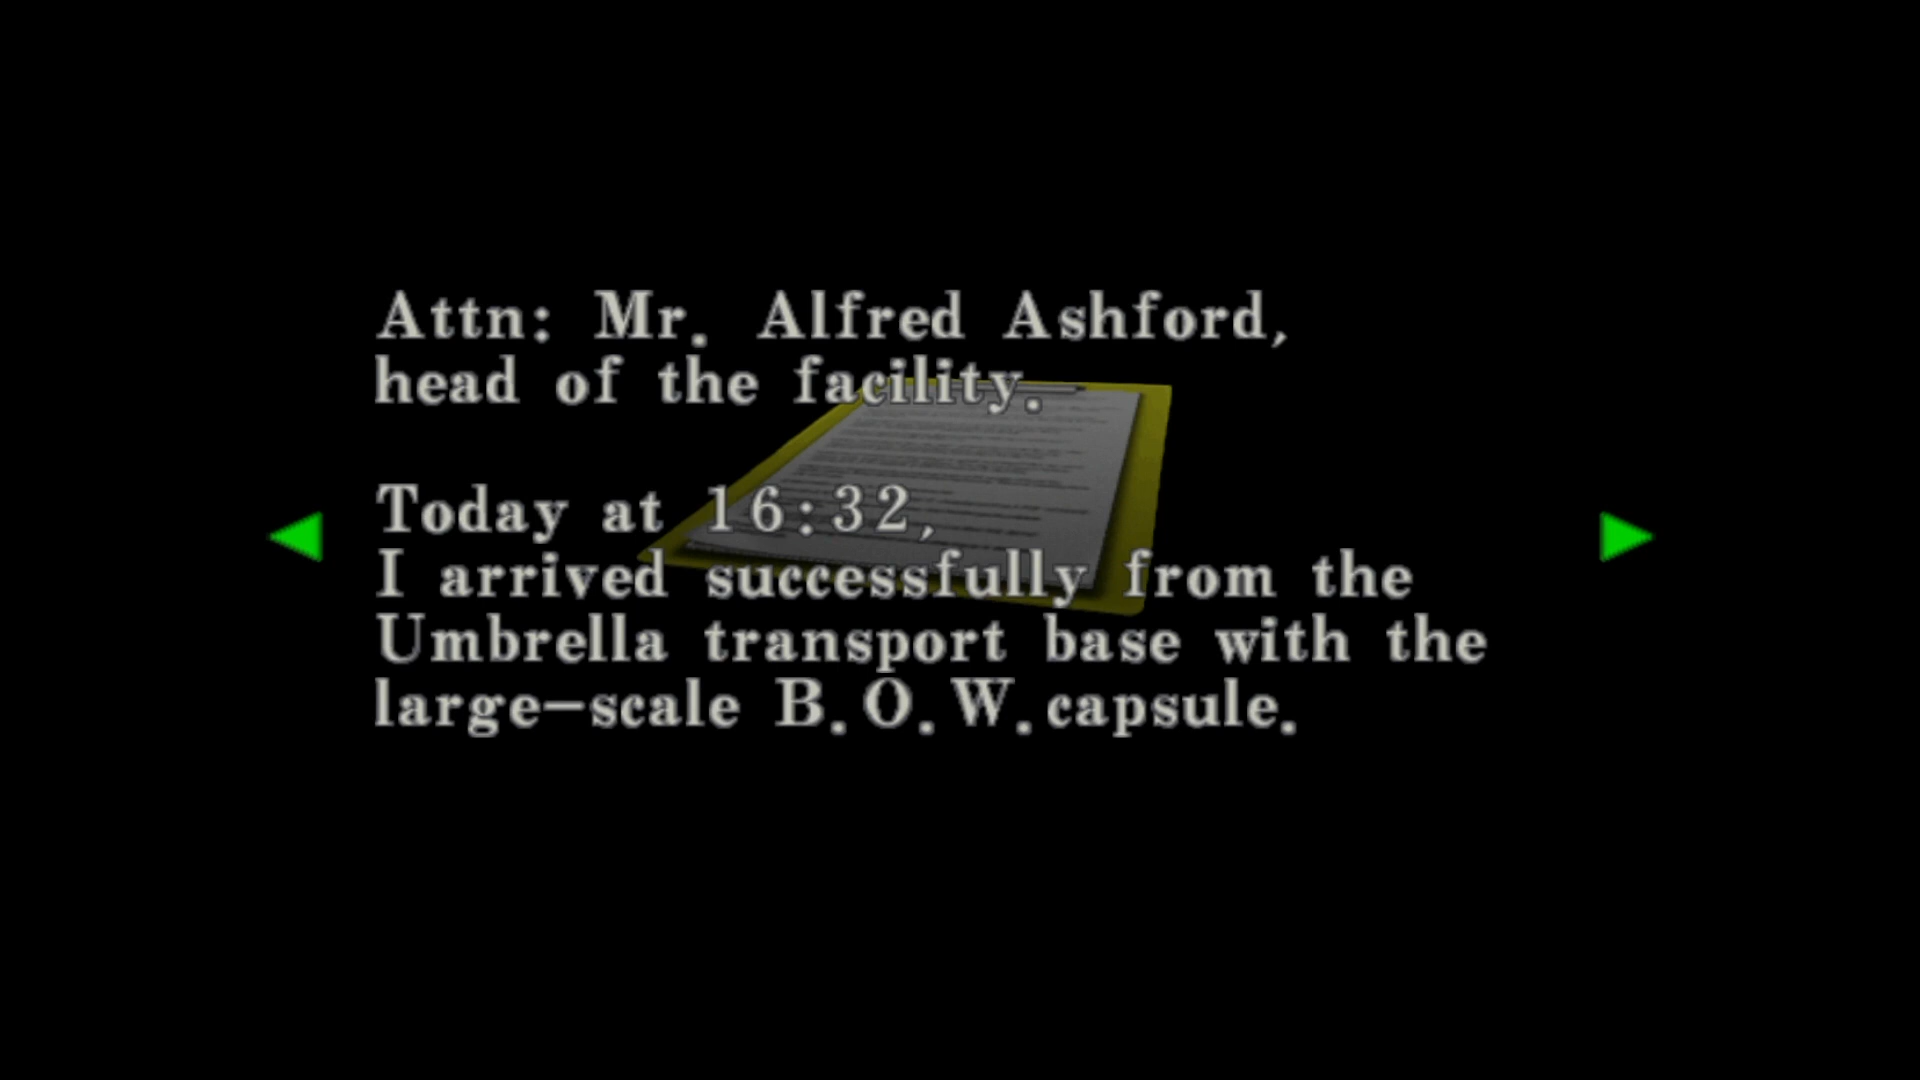 Attn: Mr. Alfred Ashford,
head of the facility.
Today at 16:32,
I arrived successfully from the
Umbrella transport base with the
large-scale B.O.W.capsule.